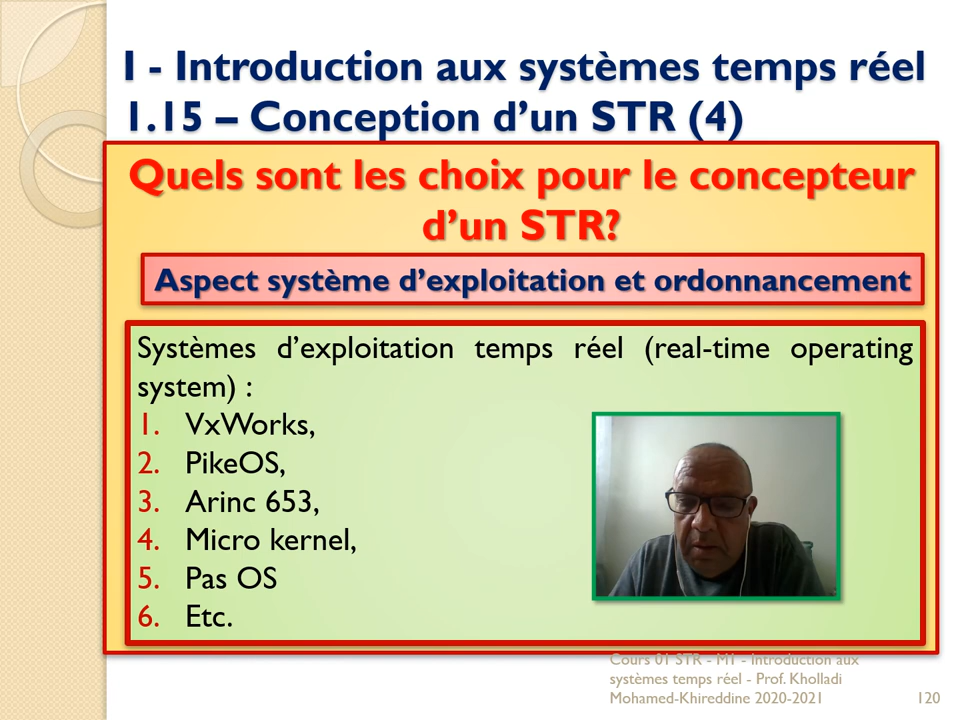 I - Introduction aux systèmes temps réel
1.15 – Conception d’un STR (4)
Quels sont les choix pour le concepteur
d’un STR?
Aspect système d’exploitation et ordonnancement
Systèmes d’exploitation temps réel (real-time operating
system) :
1. VxWorks,
2. PikeOS,
3. Arinc 653,
4. Micro kernel,
5. Pas OS
6. Etc.
Cours 01 STR - M1 - Introduction aux
systèmes temps réel - Prof. Kholladi
Mohamed-Khireddine 2020-2021
120